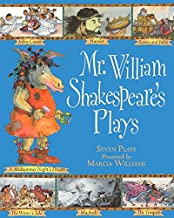 Julius Caesar
Hamlet
Romeo and Juliet
Mr. William
Shakespeare's
Plays
SEVEN PLAYS
Presented by
MARCIA WILLIAMS
A Midsummer Night's Dream
The Winter's Tale
Macbeth
The Tempest